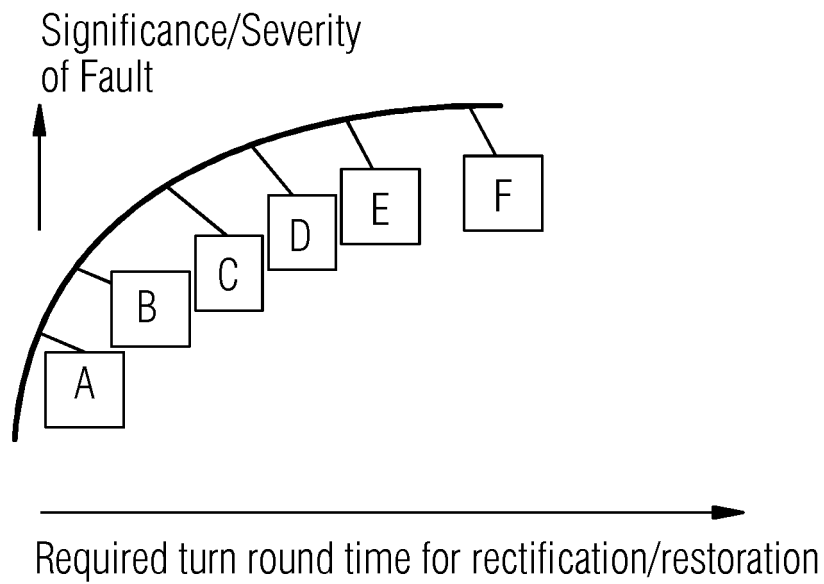 Significance/Severity
of Fault
A
B
C
D
E
F
Required turn round time for rectification/restoration